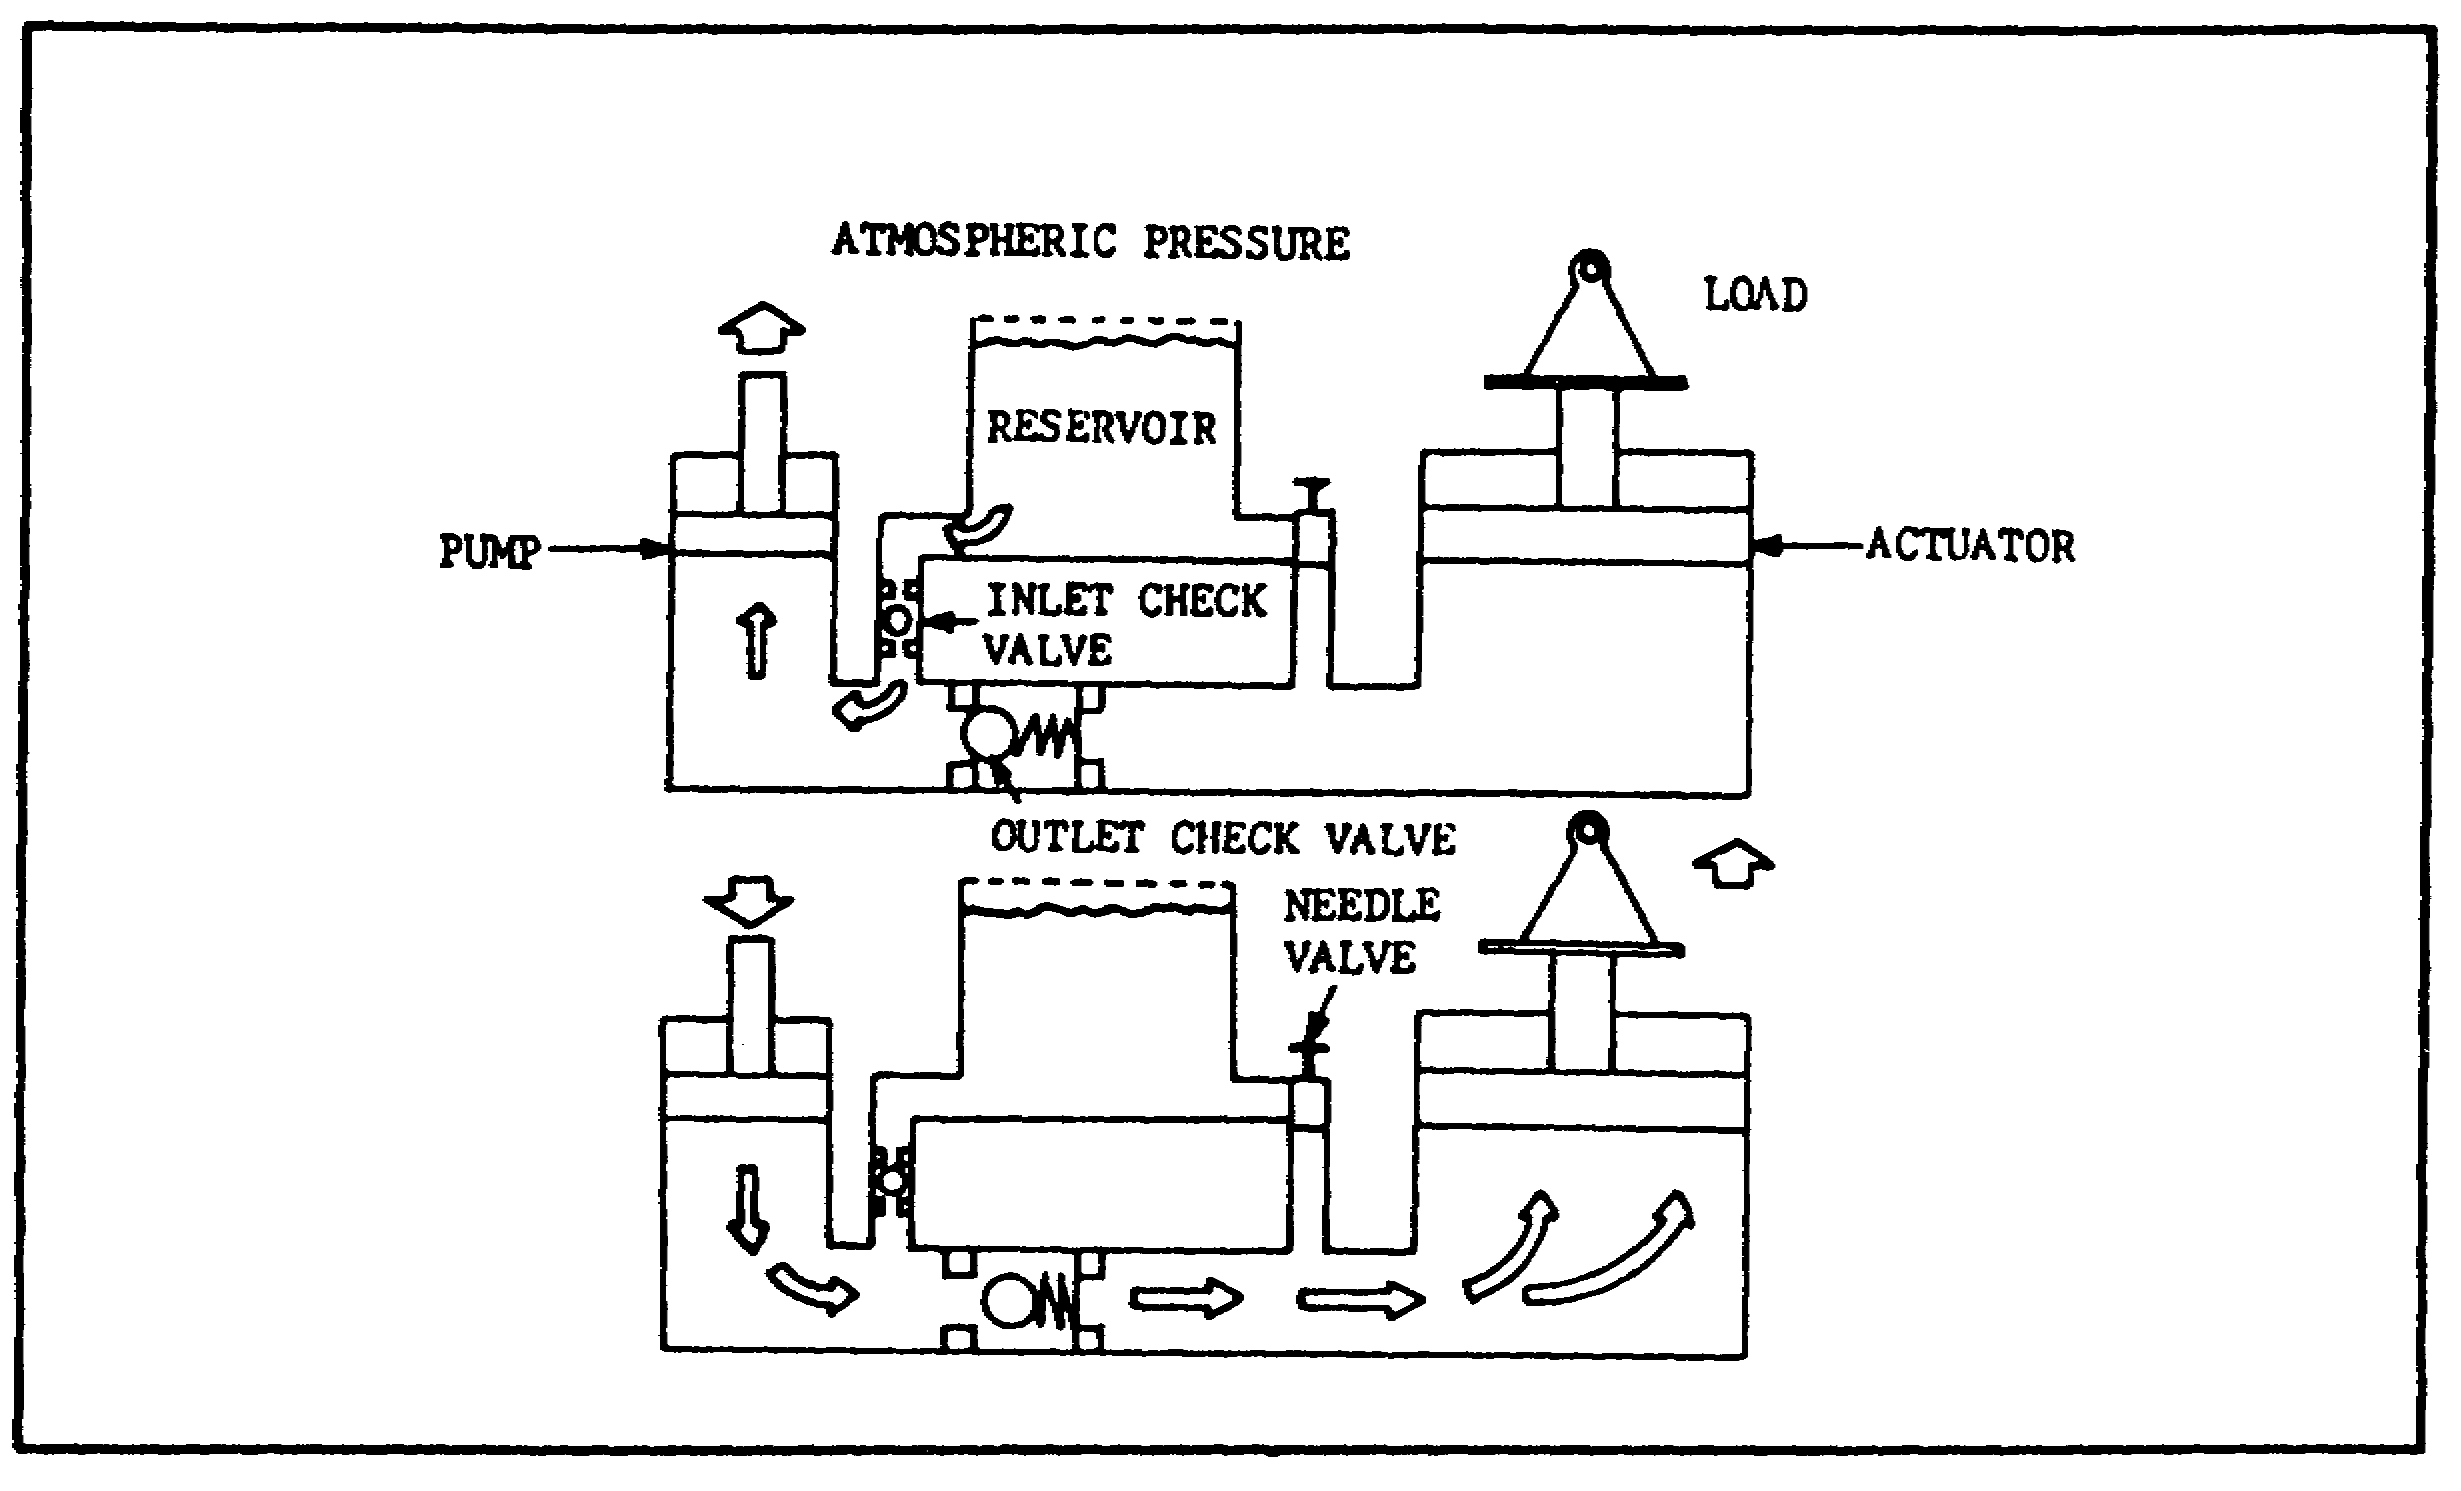 ATMOSPHERIC PRESSURE
LOAD
RESERVOIR
PUMP
ACTUATOR
INLET CHECK
VALVE
OUTLET CHECK VALVE
NEEDLE
VALVE